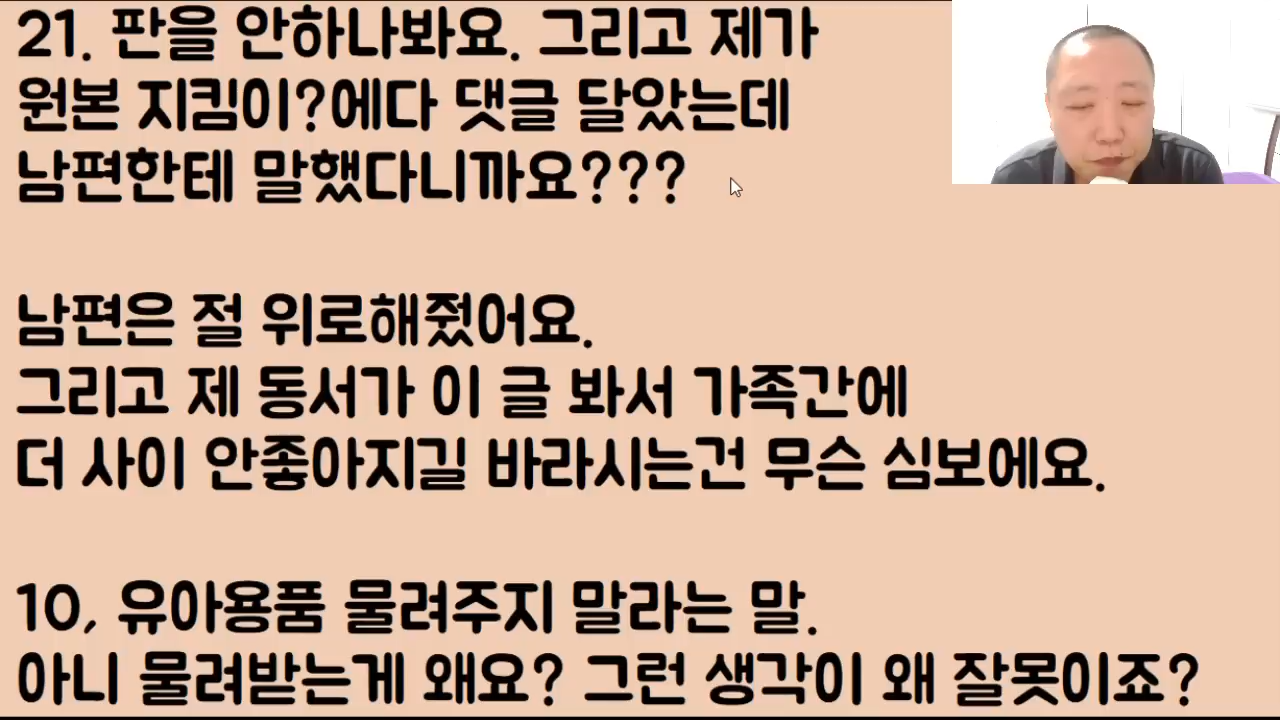 21. 판을 안하나봐요. 그리고 제가
원본 지킴이?에다 댓글 달았는데
남편한테 말했다니까요???
남편은 절 위로해줬어요.
그리고 제 동서가 이 글 봐서 가족간에
더 사이 안좋아지길 바라시는건 무슨 심보에요.
10, 유아용품 물려주지 말라는 말.
아니 물려받는게 왜요? 그런 생각이 왜 잘못이죠?